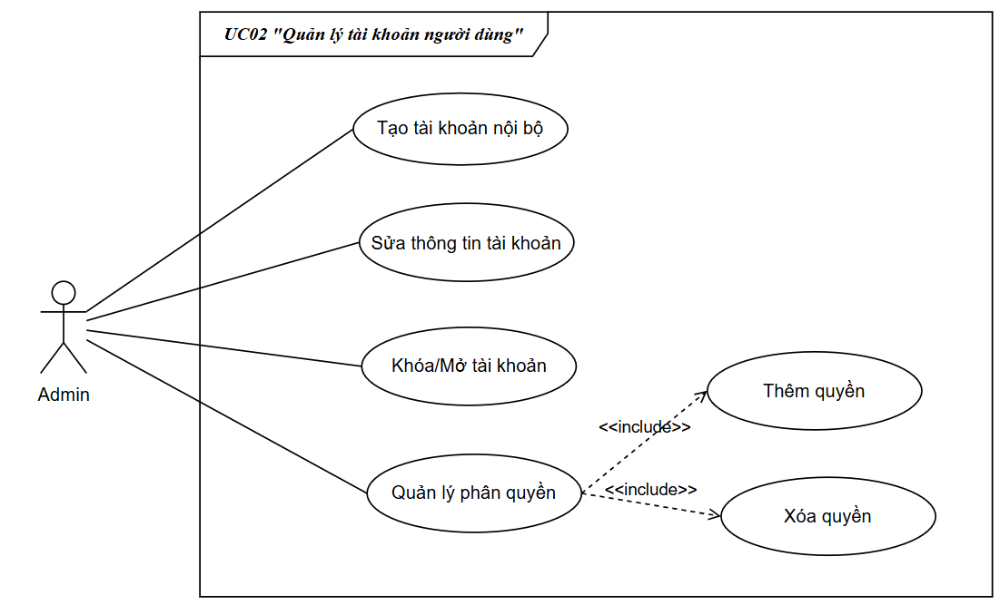 UC02 "Quản lý tài khoản người dùng"
Tạo tài khoản nội bộ
Sửa thông tin tài khoản
Khóa/Mở tài khoản
Admin
Thêm quyền
<<include>>
Quản lý phân quyền
<<include>>
Xóa quyền